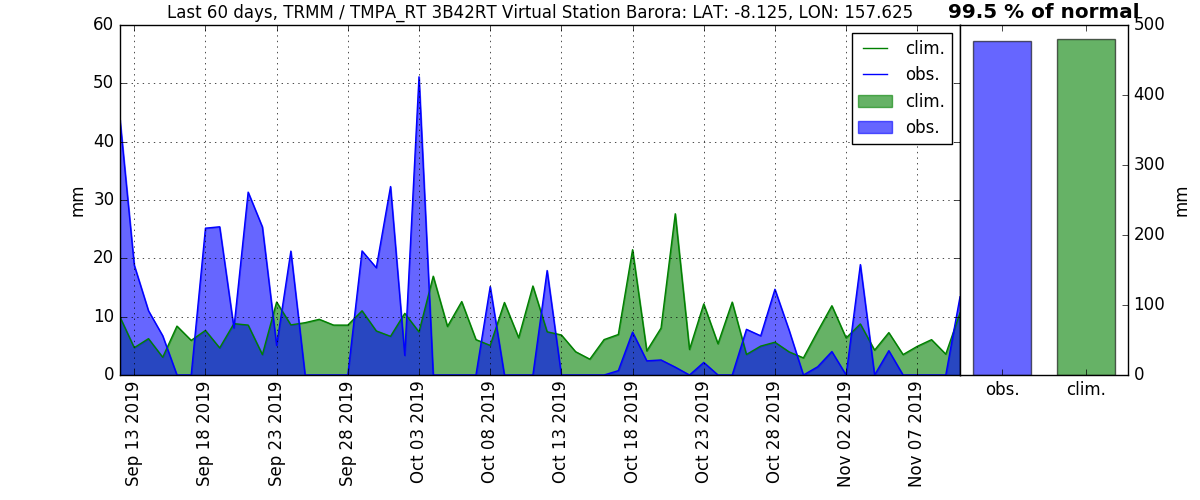 Last 60 days, TRMM / TMPA_RT 3B42RT Virtual Station Barora: LAT: -8.125, LON: 157.625
99.5 % of normal
60
50
40
30
20
10
0
mm
clim.
obs.
clim.
obs.
500
400
300
200
100
0
mm
obs.
clim.
Sep 13 2019
Sep 18 2019
Sep 23 2019
Sep 28 2019
Oct 03 2019
Oct 08 2019
Oct 13 2019
Oct 18 2019
Oct 23 2019
Oct 28 2019
Nov 02 2019
Nov 07 2019